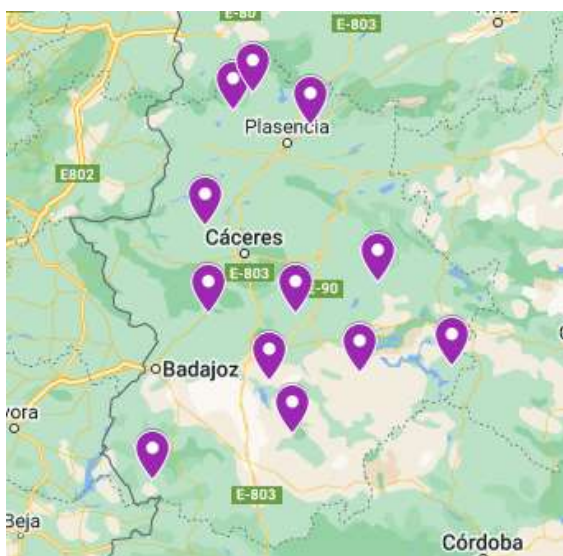 E-80
E-803
Plasencia
E802
Cáceres
E-803
E-90
Badajoz
vora
E-803
Beja
Córdoba